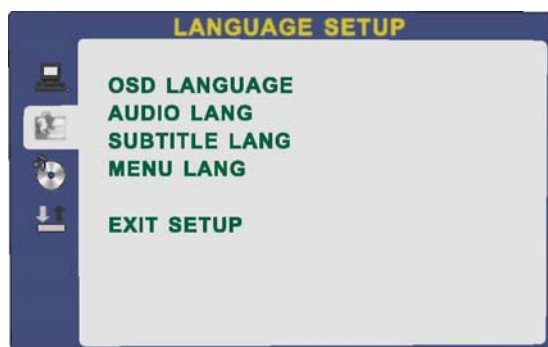 LANGUAGE SETUP
OSD LANGUAGE
AUDIO LANG
SUBTITLE LANG
MENU LANG
EXIT SETUP